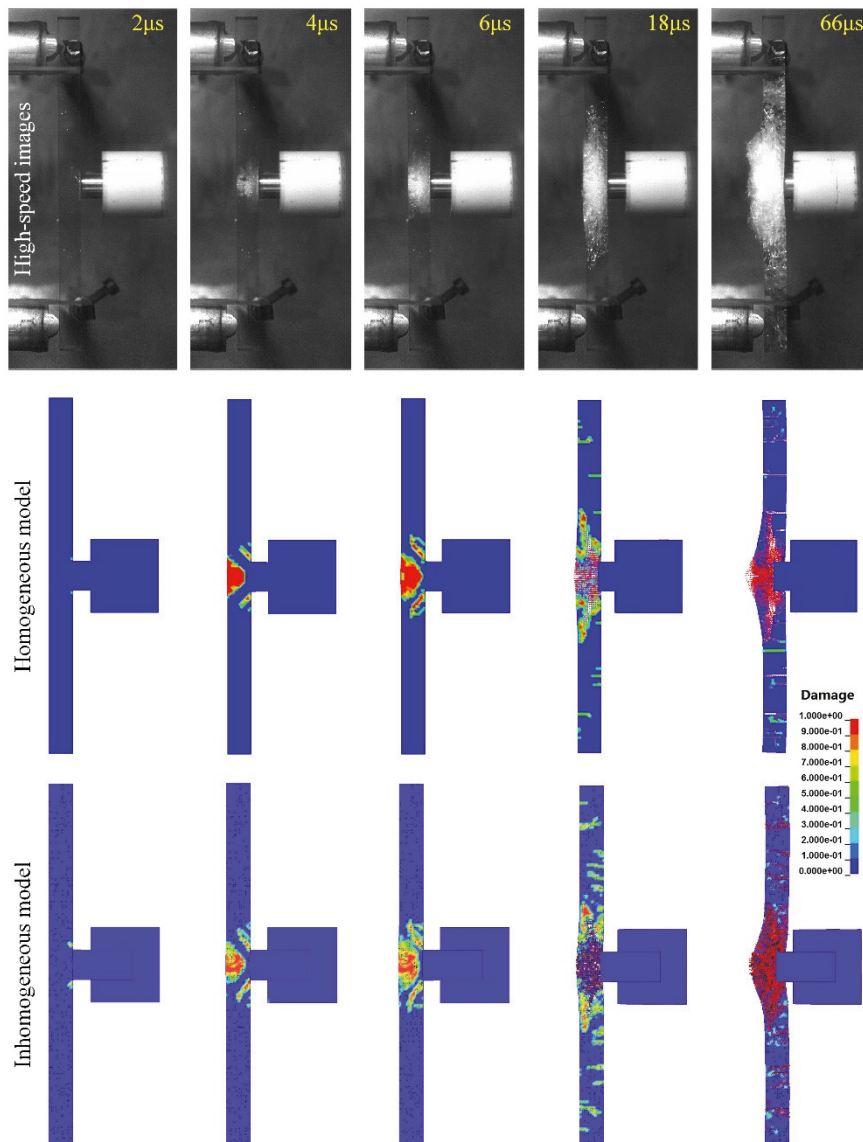 2μs
4μs
6μs
18μs
66μs
High-speed images
Homogeneous model
Damage
1.000e+00
9.000e-01
8.000e-01
7.000e-01
6.000e-01
5.000e-01
4.000e-01
3.000e-01
2.000e-01
1.000e-01
0.000e+00
Inhomogeneous model